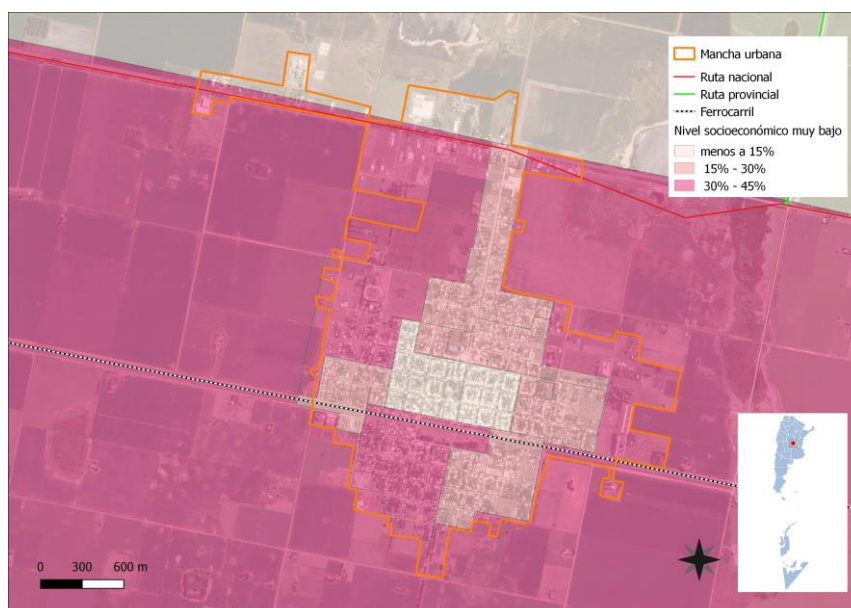 Mancha urbana
Ruta nacional
Ruta provincial
Ferrocarril
Nivel socioeconómico muy bajo
menos a 15%
15% - 30%
30% - 45%
0 300 600 m